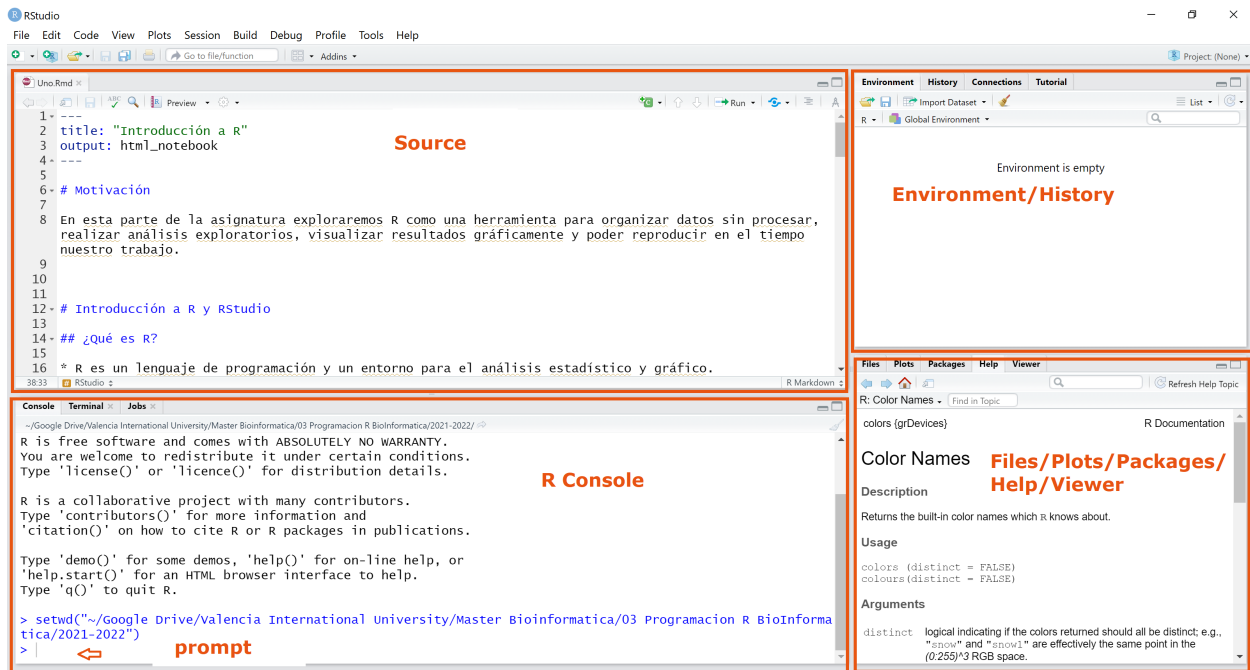 RStudio
File Edit Code View Plots Session Build Debug Profile Tools Help
Go to file/function
Addins
Project: (None)
Uno.Rmd
ABC
Preview
Run
1 ---
2 title: "Introducción a R"
3 output: html_notebook
4 ---
5
6 # Motivación
7
8 En esta parte de la asignatura exploraremos R como una herramienta para organizar datos sin procesar,
realizar análisis exploratorios, visualizar resultados gráficamente y poder reproducir en el tiempo
nuestro trabajo.
9
10
11
12 # Introducción a R y RStudio
13
14 ## ¿Qué es R?
15
16 * R es un lenguaje de programación y un entorno para el análisis estadístico y gráfico.
Source
38:33 RStudio R Markdown
Console Terminal Jobs
~/Google Drive/Valencia International University/Master Bioinformatica/03 Programacion R BioInformatica/2021-2022/
R is free software and comes with ABSOLUTELY NO WARRANTY.
You are welcome to redistribute it under certain conditions.
Type 'license()' or 'licence()' for distribution details.
R is a collaborative project with many contributors.
Type 'contributors()' for more information and
'citation()' on how to cite R or R packages in publications.
Type 'demo()' for some demos, 'help()' for on-line help, or
'help.start()' for an HTML browser interface to help.
Type 'q()' to quit R.
> setwd("~/Google Drive/Valencia International University/Master Bioinformatica/03 Programacion R BioInforma
tica/2021-2022")
>
R Console
prompt
Environment History Connections Tutorial
Import Dataset
List
R Global Environment
Environment is empty
Environment/History
Files Plots Packages Help Viewer
Refresh Help Topic
R: Color Names Find in Topic
colors {grDevices} R Documentation
Color Names
Files/Plots/Packages/
Help/Viewer
Description
Returns the built-in color names which R knows about.
Usage
colors (distinct = FALSE)
colours(distinct = FALSE)
Arguments
distinct logical indicating if the colors returned should all be distinct; e.g.,
"snow" and "snow1" are effectively the same point in the
(0:255)^3 RGB space.